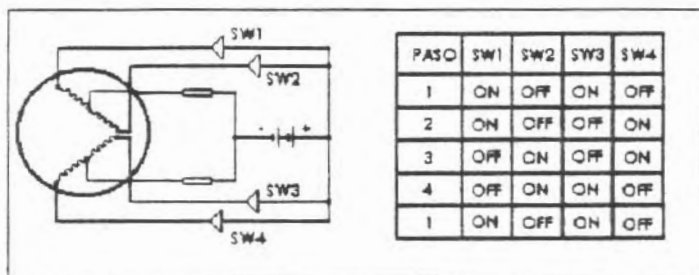 SW1
SW2
- +
SW3
SW4
PASO SW1 SW2 SW3 SW4
1 ON OFF ON OFF
2 ON OFF OFF ON
3 OFF ON OFF ON
4 OFF ON ON OFF
1 ON OFF ON OFF